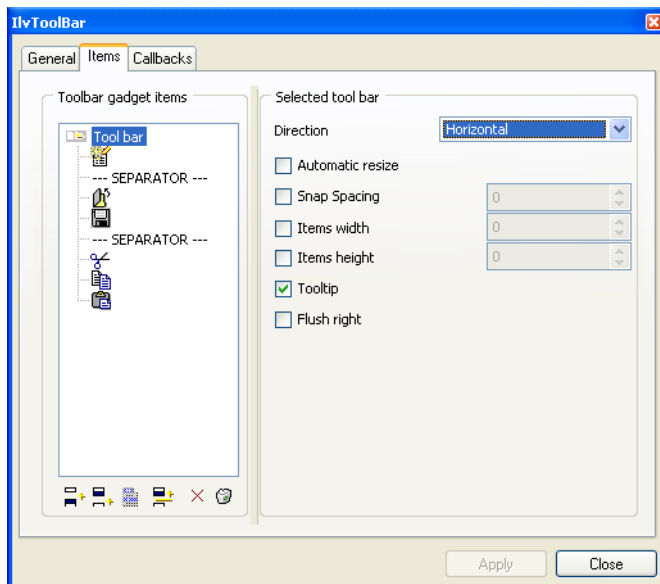 IlvToolBar
General Items Callbacks
Toolbar gadget items
Tool bar
--- SEPARATOR ---
--- SEPARATOR ---
Selected tool bar
Direction Horizontal
Automatic resize
Snap Spacing 0
Items width 0
Items height 0
Tooltip
Flush right
Apply Close